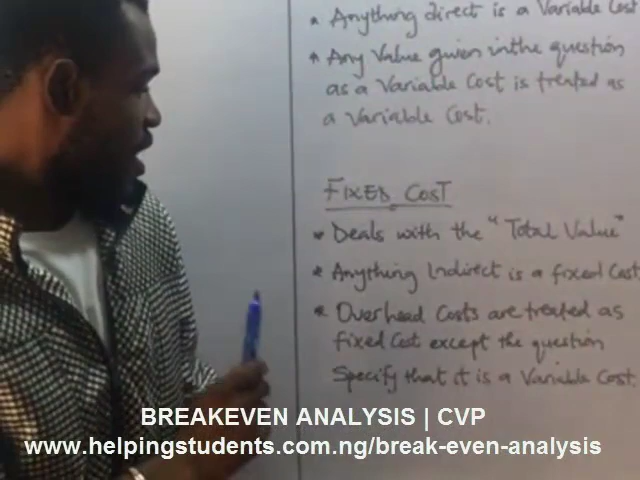 * Anything direct is a Variable Cost
* Any Value given in the question
as a Variable Cost is treated as
a Variable Cost.
FIXED COST
* Deals with the "Total Value"
* Anything Indirect is a fixed Cost
* Overhead Costs are treated as
fixed Cost except the question
Specify that it is a Variable Cost.
BREAKEVEN ANALYSIS | CVP
www.helpingstudents.com.ng/break-even-analysis